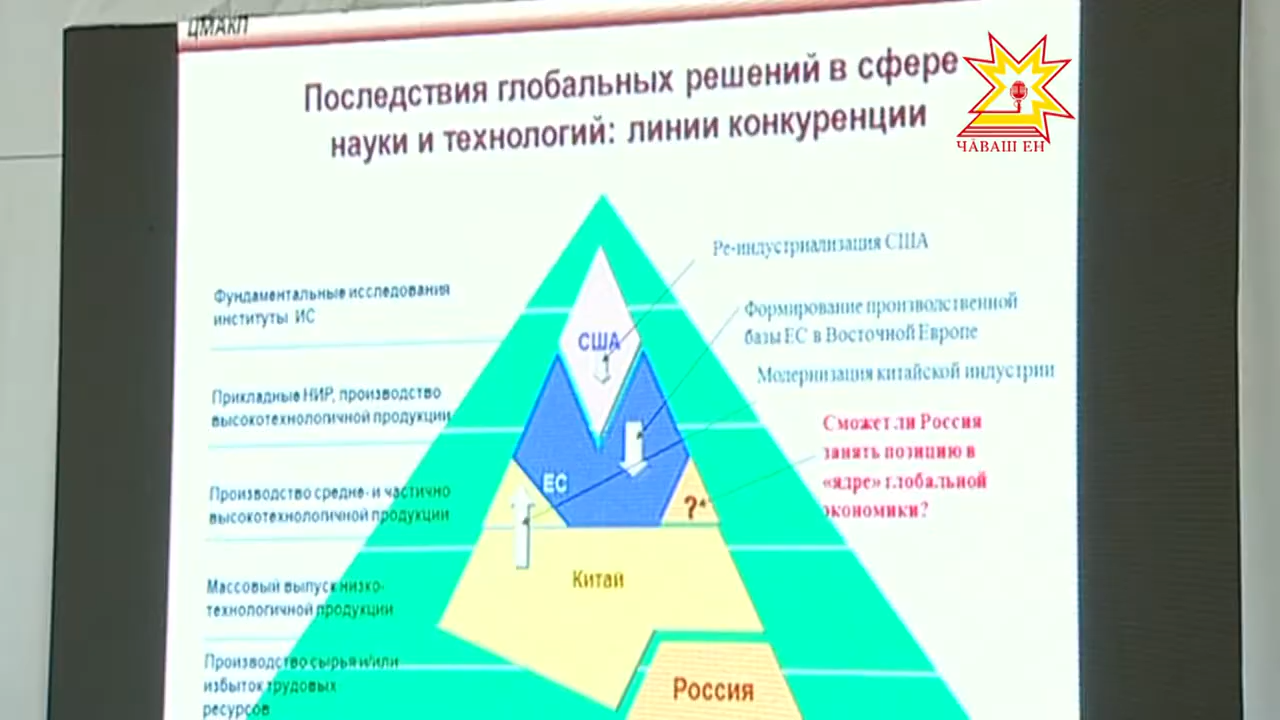 ЦМАКП
Последствия глобальных решений в сфере
науки и технологий: линии конкуренции
ЧӐВАШ ЕН
Ре-индустриализация США
Фундаментальные исследования
институты ИС
Формирование производственной
базы ЕС в Восточной Европе
США
Модернизация китайской индустрии
Прикладные НИР, производство
высокотехнологичной продукции
Сможет ли Россия
занять позицию в
«ядре» глобальной
экономики?
Производство средне- и частично
высокотехнологичной продукции
ЕС
?
Китай
Массовый выпуск низко-
технологичной продукции
Производство сырья и/или
избыток трудовых
ресурсов
Россия